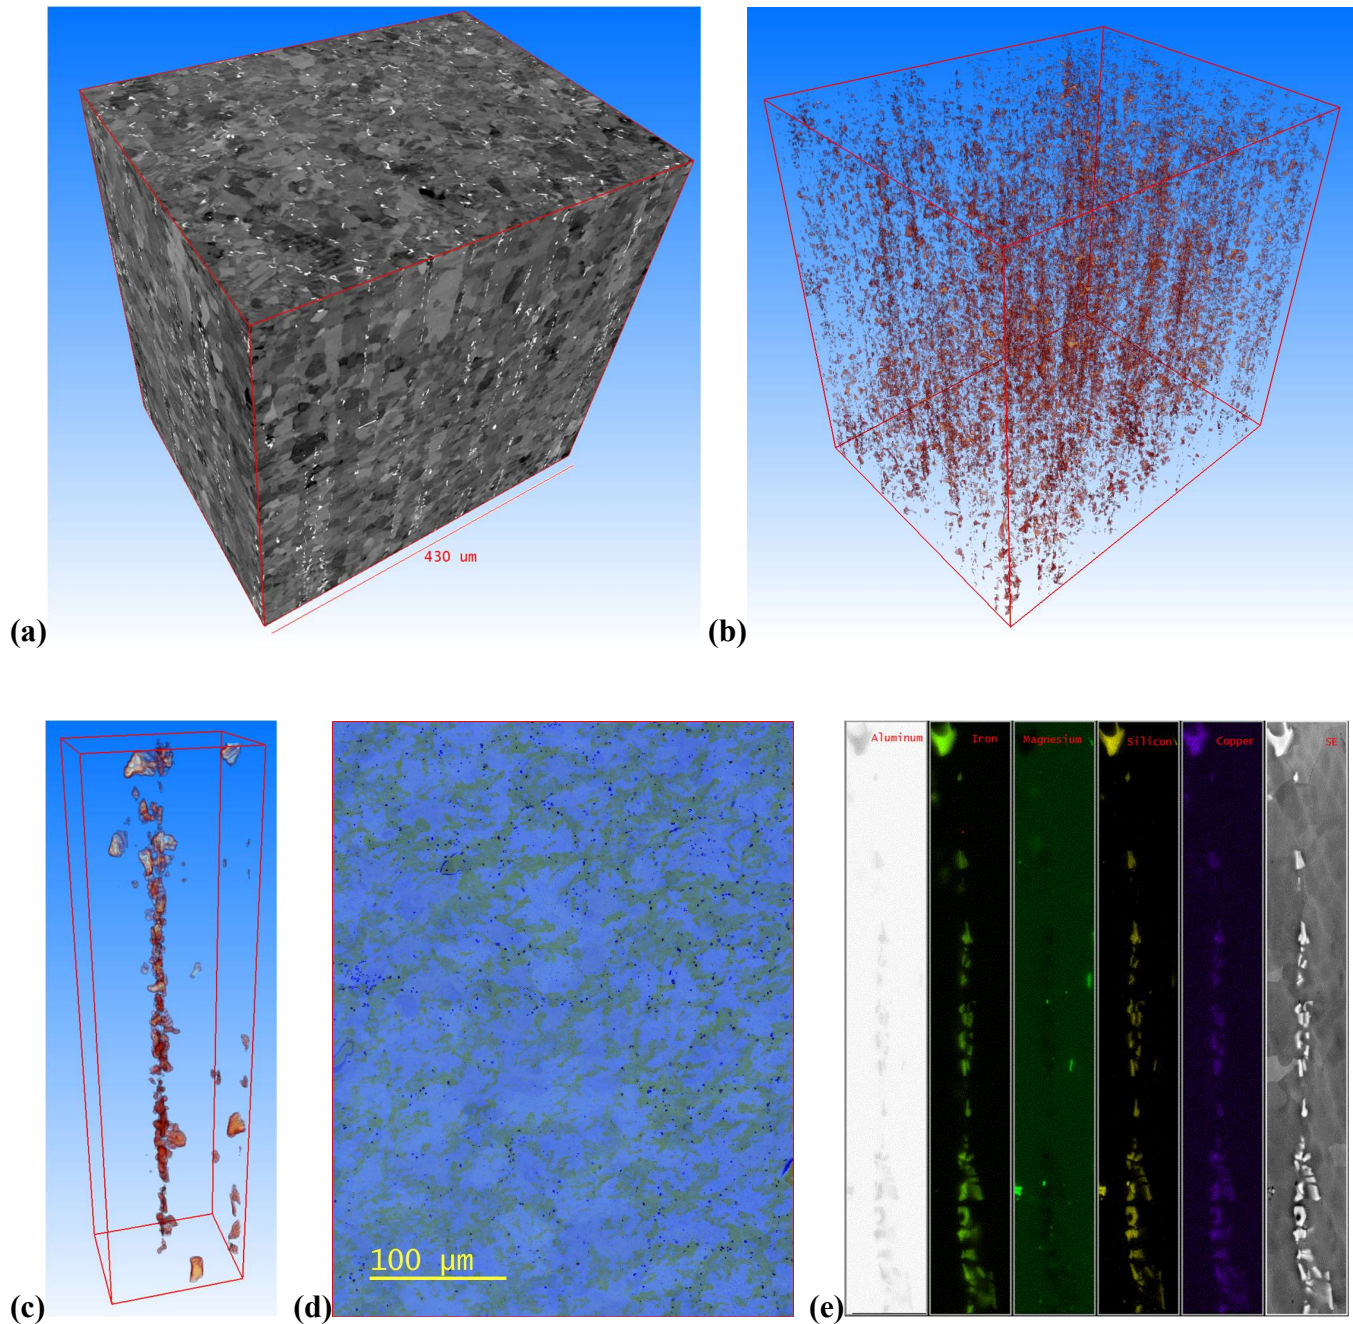 430 um
(a)
(b)
Aluminum
Iron
Magnesium
Silicon
Copper
SE
100 µm
(c)
(d)
(e)